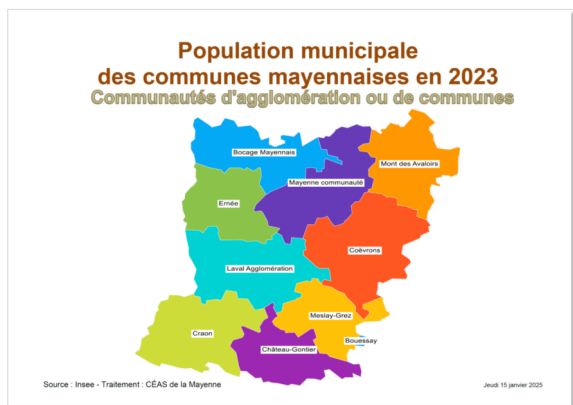 Population municipale
des communes mayennaises en 2023
Communautés d'agglomération ou de communes
Bocage Mayennais
Mont des Avaloirs
Mayenne communauté
Ernée
Coëvrons
Laval Agglomération
Meslay-Grez
Craon
Bouessay
Château-Gontier
Source : Insee - Traitement : CÉAS de la Mayenne
Jeudi 15 janvier 2025